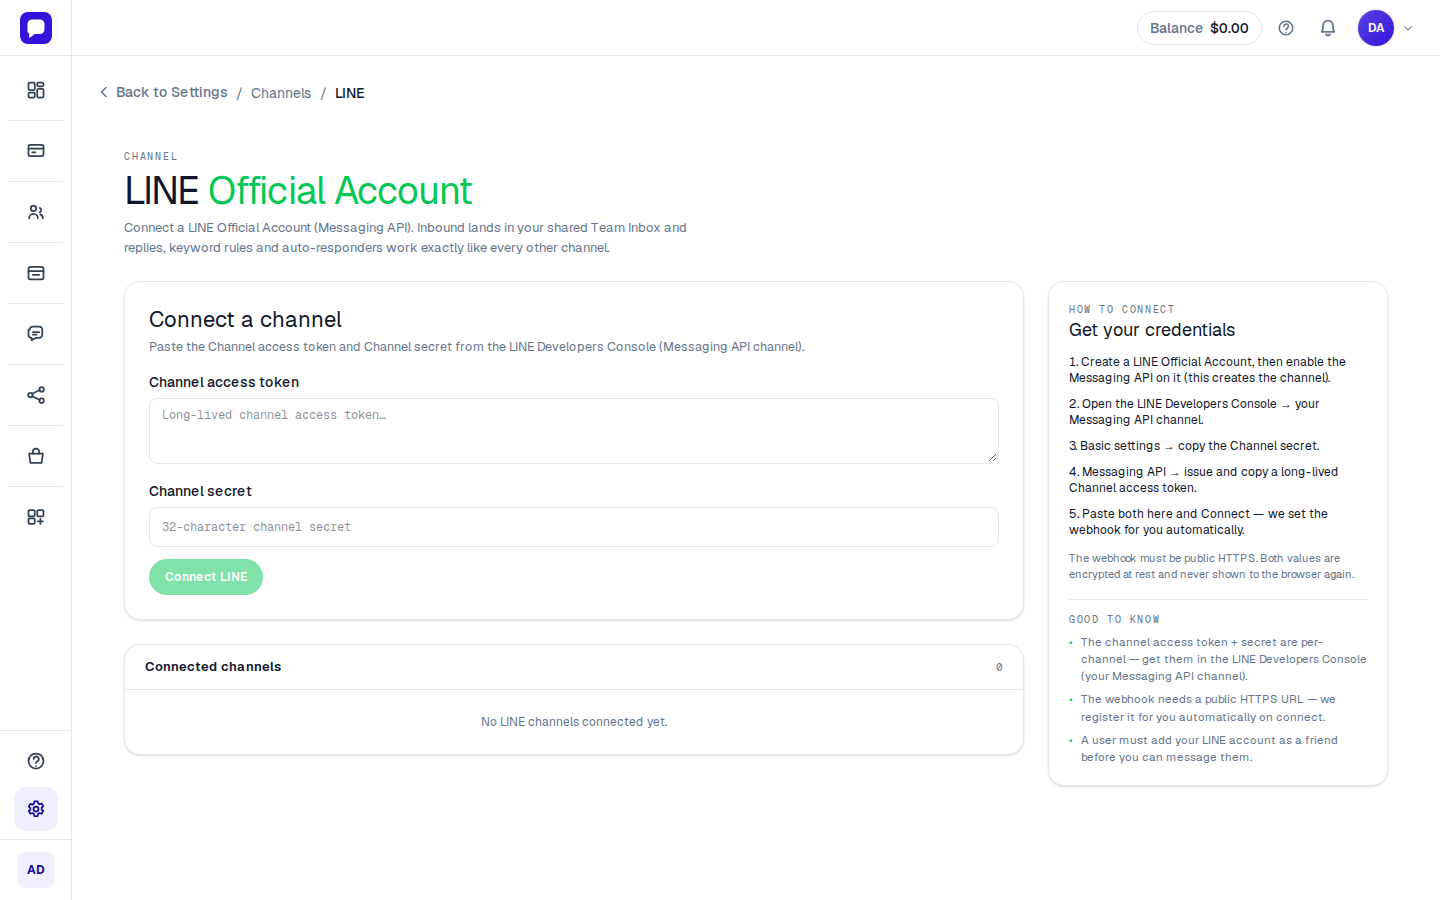 Balance $0.00
DA
Back to Settings / Channels / LINE
CHANNEL
LINE Official Account
Connect a LINE Official Account (Messaging API). Inbound lands in your shared Team Inbox and
replies, keyword rules and auto-responders work exactly like every other channel.
Connect a channel
Paste the Channel access token and Channel secret from the LINE Developers Console (Messaging API channel).
Channel access token
Long-lived channel access token…
Channel secret
32-character channel secret
Connect LINE
Connected channels
0
No LINE channels connected yet.
HOW TO CONNECT
Get your credentials
1. Create a LINE Official Account, then enable the
Messaging API on it (this creates the channel).
2. Open the LINE Developers Console → your
Messaging API channel.
3. Basic settings → copy the Channel secret.
4. Messaging API → issue and copy a long-lived
Channel access token.
5. Paste both here and Connect — we set the
webhook for you automatically.
The webhook must be public HTTPS. Both values are
encrypted at rest and never shown to the browser again.
GOOD TO KNOW
• The channel access token + secret are per-
channel — get them in the LINE Developers Console
(your Messaging API channel).
• The webhook needs a public HTTPS URL — we
register it for you automatically on connect.
• A user must add your LINE account as a friend
before you can message them.
AD